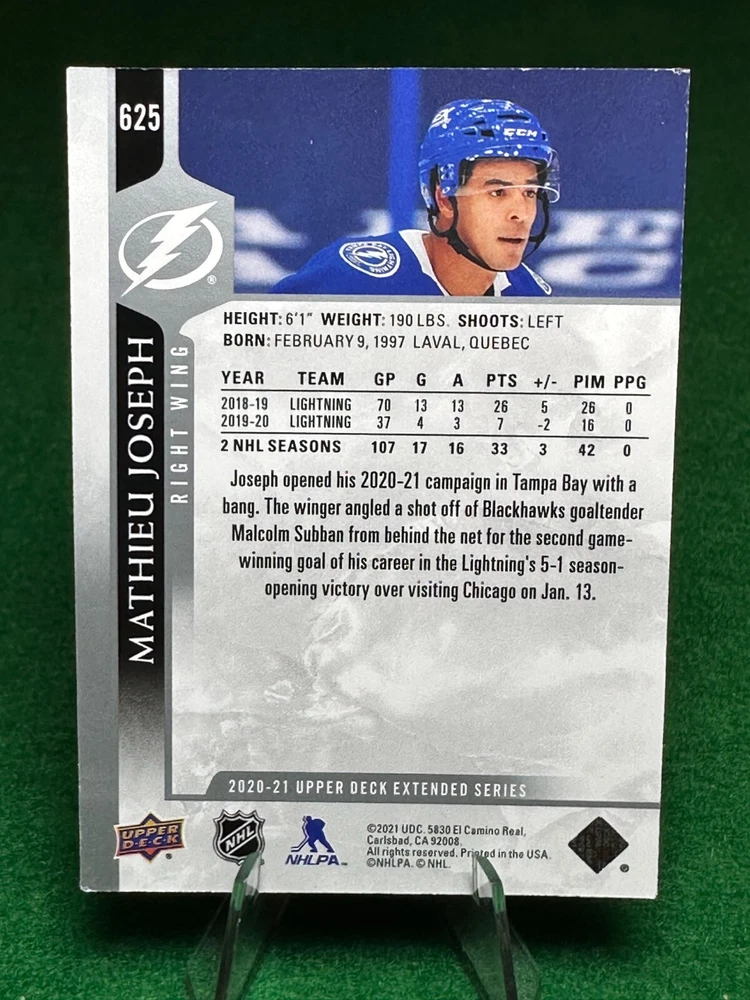 625
CCM
HEIGHT: 6'1" WEIGHT: 190 LBS. SHOOTS: LEFT
BORN: FEBRUARY 9, 1997 LAVAL, QUEBEC
MATHIEU JOSEPH
RIGHT WING
YEAR TEAM GP G A PTS +/- PIM PPG
2018-19 LIGHTNING 70 13 13 26 5 26 0
2019-20 LIGHTNING 37 4 3 7 -2 16 0
2 NHL SEASONS 107 17 16 33 3 42 0
Joseph opened his 2020-21 campaign in Tampa Bay with a
bang. The winger angled a shot off of Blackhawks goaltender
Malcolm Subban from behind the net for the second game-
winning goal of his career in the Lightning's 5-1 season-
opening victory over visiting Chicago on Jan. 13.
2020-21 UPPER DECK EXTENDED SERIES
UPPER
DECK
®
NHL
NHLPA
©2021 UDC. 5830 El Camino Real,
Carlsbad, CA 92008.
All rights reserved. Printed in the USA.
©NHLPA. © NHL.